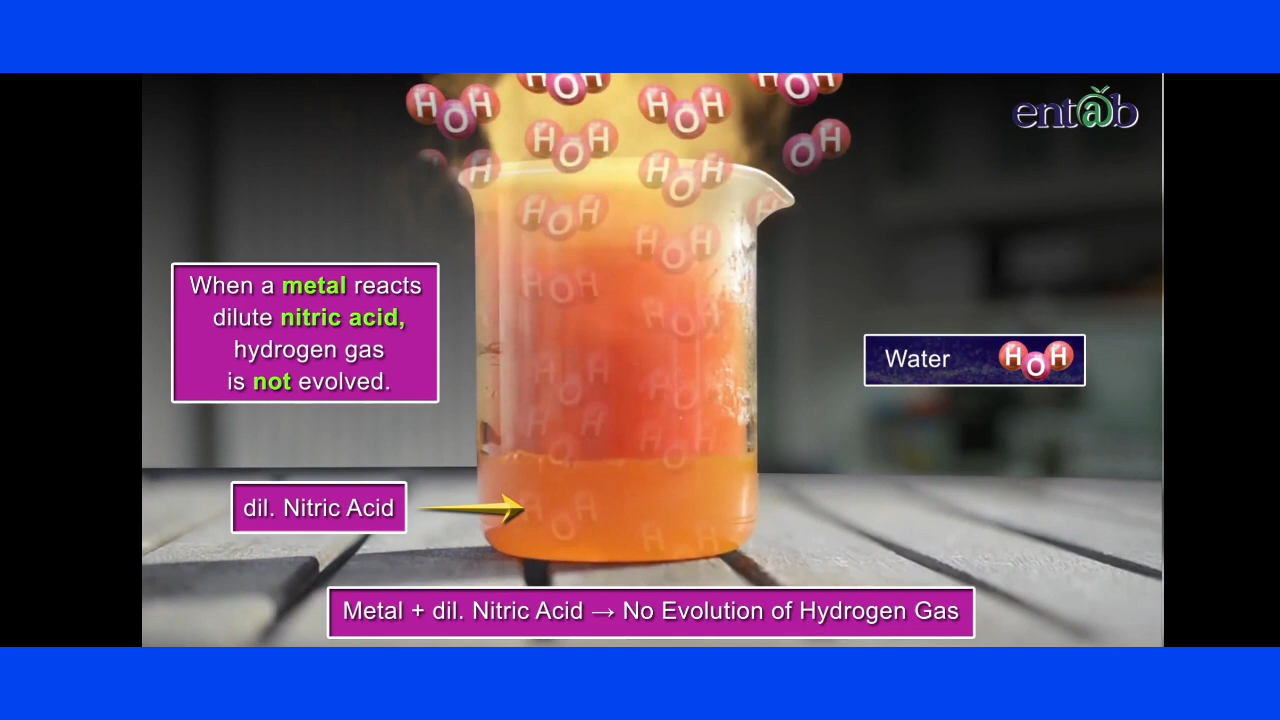 entab
When a metal reacts
dilute nitric acid,
hydrogen gas
is not evolved.
Water HOH
dil. Nitric Acid
Metal + dil. Nitric Acid → No Evolution of Hydrogen Gas